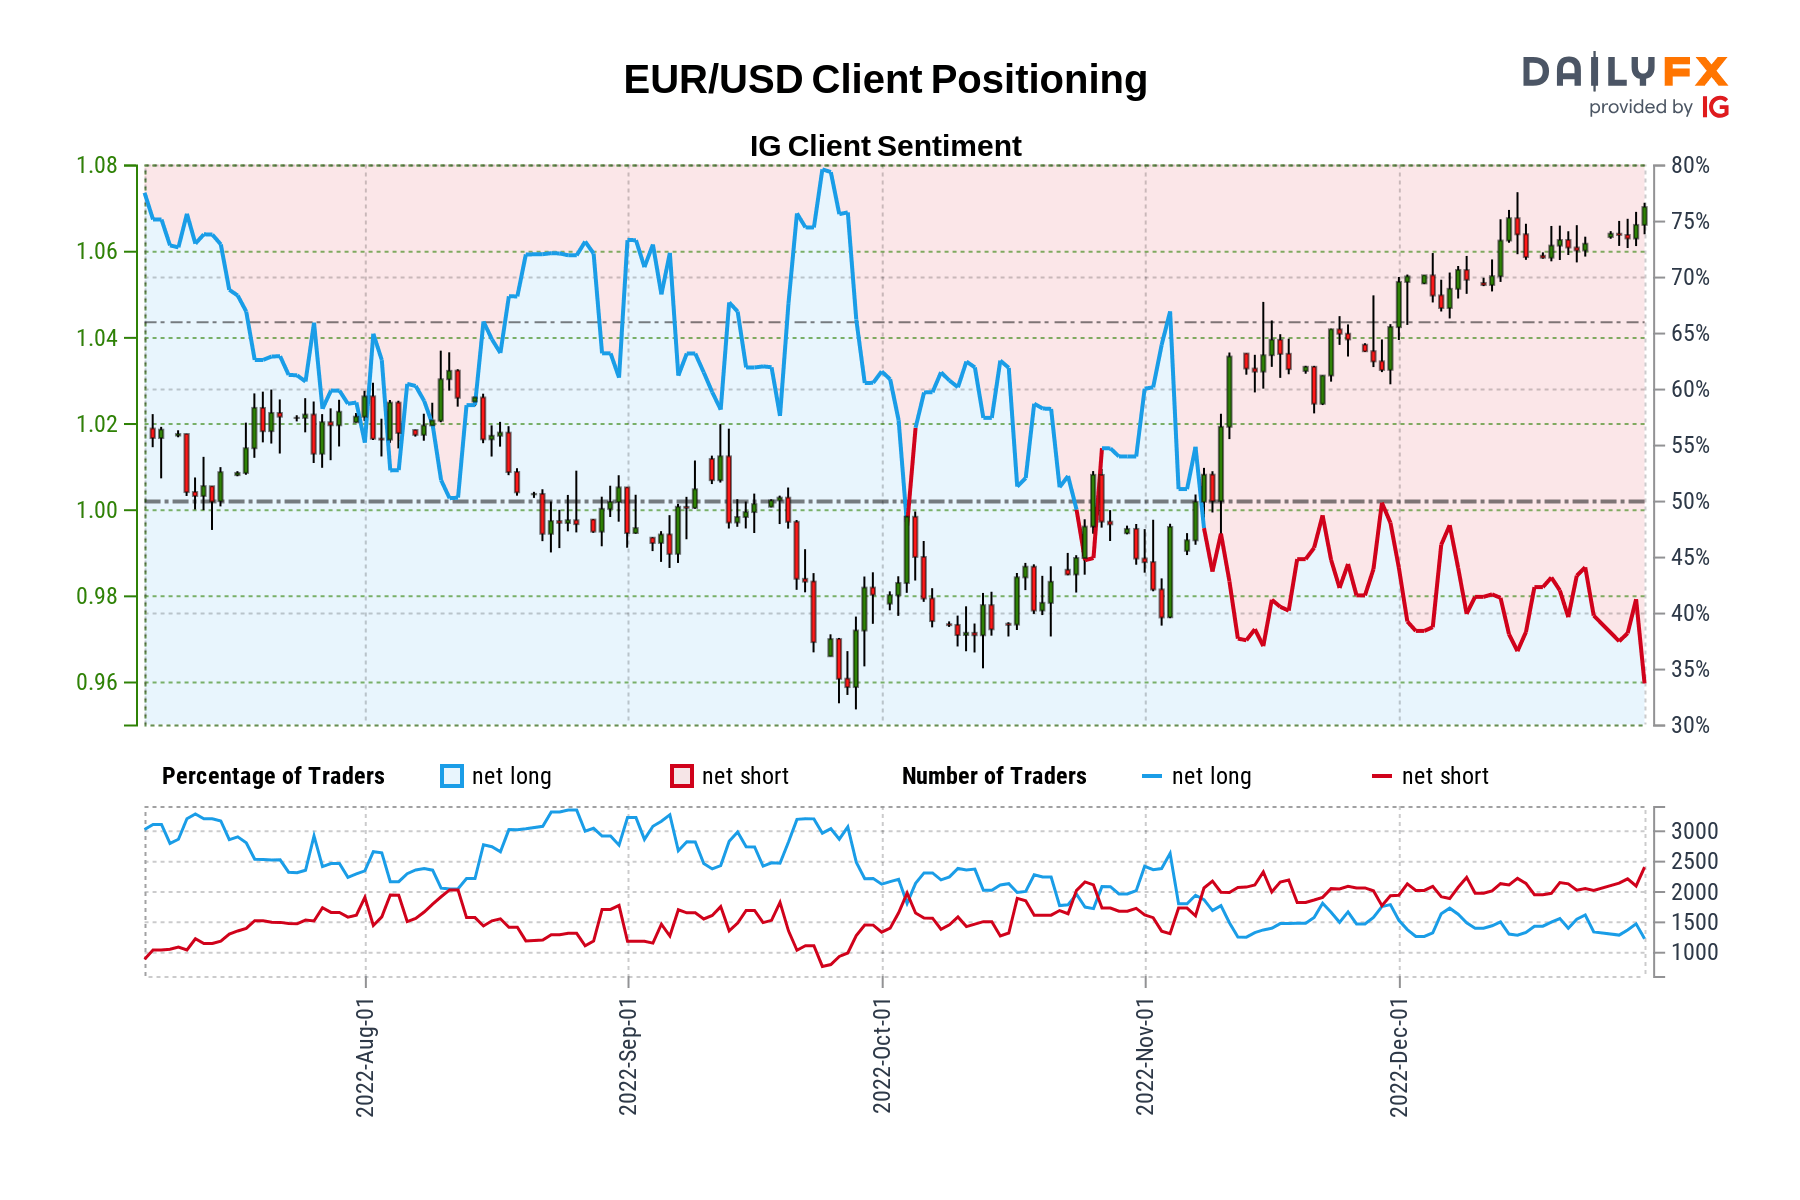 EUR/USD Client Positioning
DAILYFX
provided by IG
IG Client Sentiment
1.08
1.06
1.04
1.02
1.00
0.98
0.96
80%
75%
70%
65%
60%
55%
50%
45%
40%
35%
30%
Percentage of Traders net long net short Number of Traders net long net short
3000
2500
2000
1500
1000
2022-Aug-01
2022-Sep-01
2022-Oct-01
2022-Nov-01
2022-Dec-01